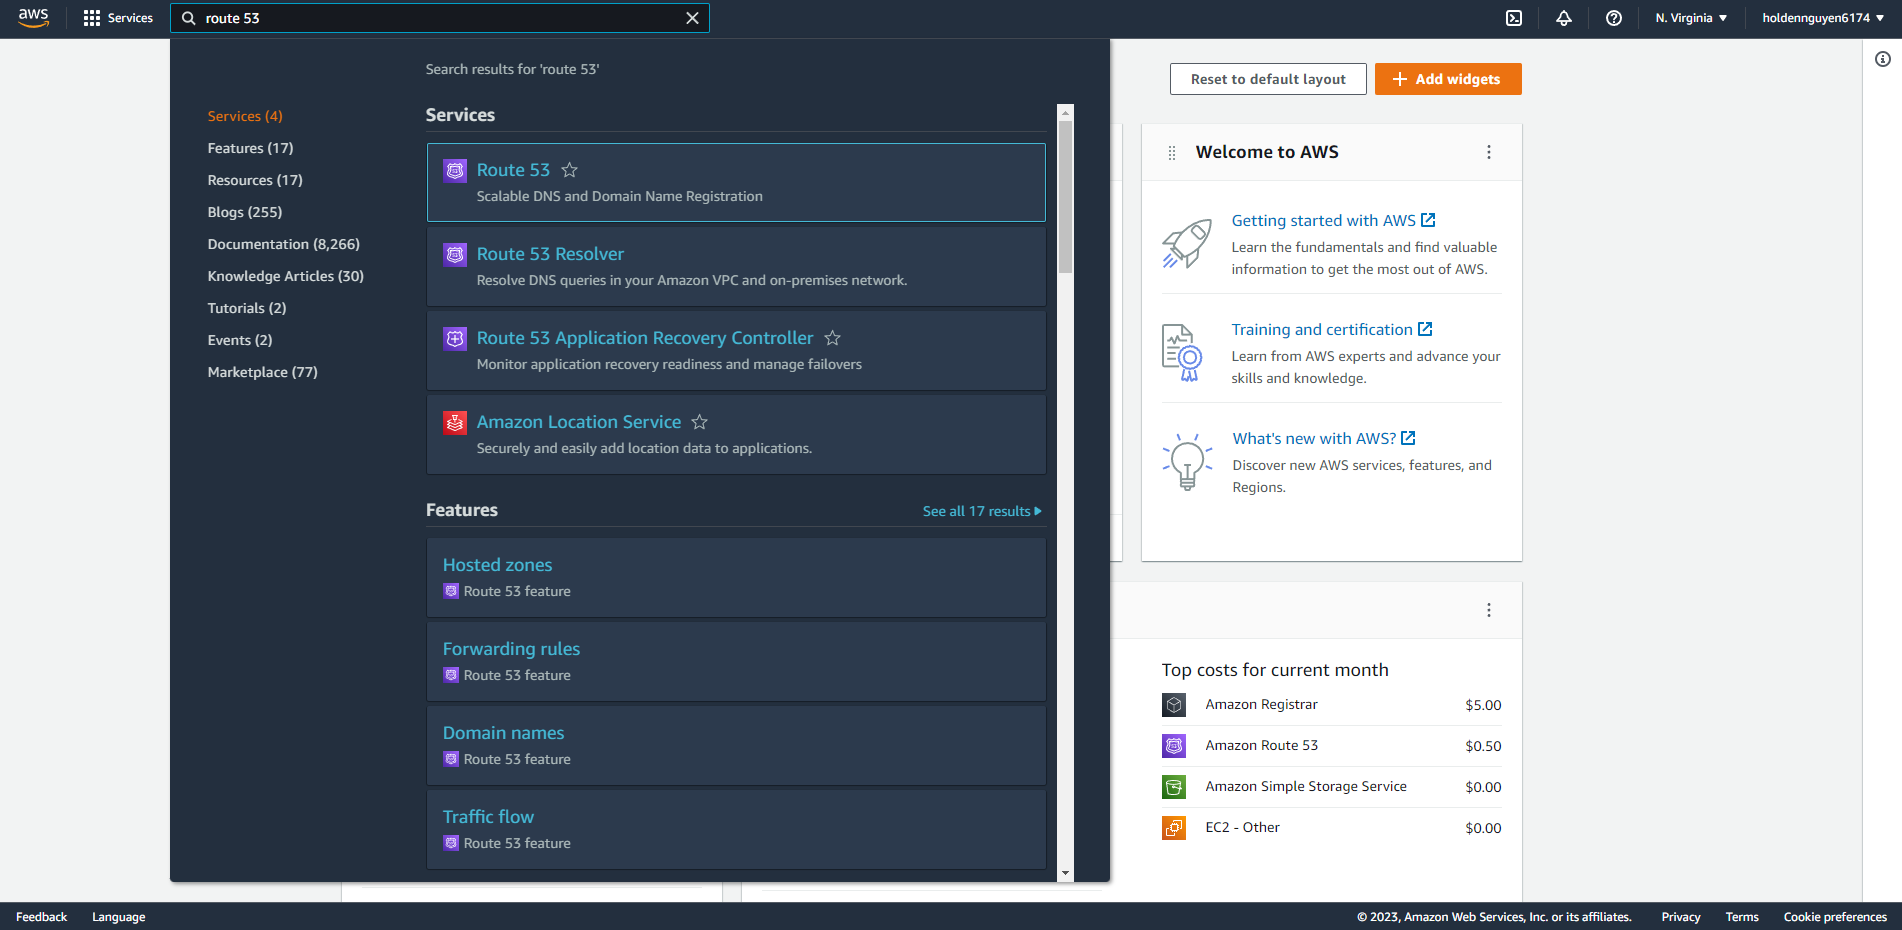 aws
Services
route 53
N. Virginia
holdennguyen6174
Search results for 'route 53'
Services (4)
Features (17)
Resources (17)
Blogs (255)
Documentation (8,266)
Knowledge Articles (30)
Tutorials (2)
Events (2)
Marketplace (77)
Services
Route 53
Scalable DNS and Domain Name Registration
Route 53 Resolver
Resolve DNS queries in your Amazon VPC and on-premises network.
Route 53 Application Recovery Controller
Monitor application recovery readiness and manage failovers
Amazon Location Service
Securely and easily add location data to applications.
Features
See all 17 results
Hosted zones
Route 53 feature
Forwarding rules
Route 53 feature
Domain names
Route 53 feature
Traffic flow
Route 53 feature
Reset to default layout
Add widgets
Welcome to AWS
Getting started with AWS
Learn the fundamentals and find valuable
information to get the most out of AWS.
Training and certification
Learn from AWS experts and advance your
skills and knowledge.
What's new with AWS?
Discover new AWS services, features, and
Regions.
Top costs for current month
Amazon Registrar $5.00
Amazon Route 53 $0.50
Amazon Simple Storage Service $0.00
EC2 - Other $0.00
Feedback
Language
© 2023, Amazon Web Services, Inc. or its affiliates.
Privacy
Terms
Cookie preferences